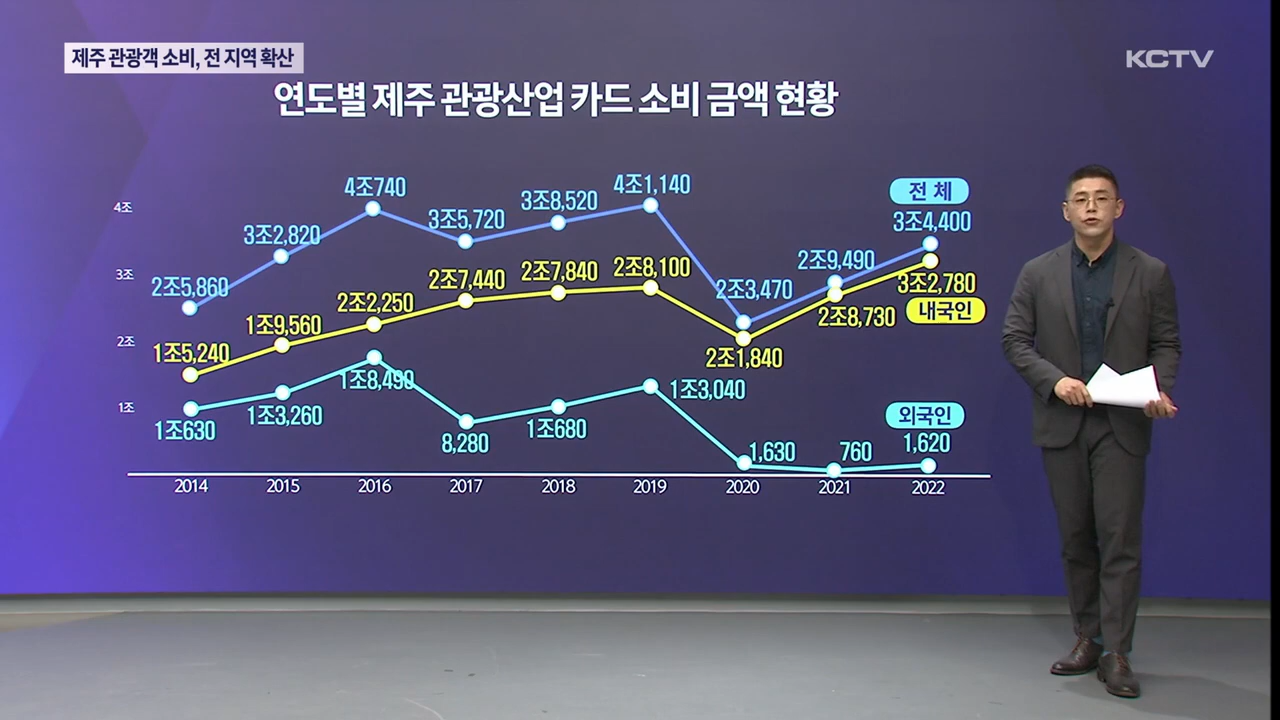 제주 관광객 소비, 전 지역 확산
KCTV
연도별 제주 관광산업 카드 소비 금액 현황
4조
3조
2조
1조
2조5,860
3조2,820
4조740
3조5,720
3조8,520
4조1,140
2조3,470
2조9,490
전 체
3조4,400
1조5,240
1조9,560
2조2,250
2조7,440
2조7,840
2조8,100
2조1,840
2조8,730
3조2,780
내국인
1조630
1조3,260
1조8,490
8,280
1조680
1조3,040
1,630
760
외국인
1,620
2014 2015 2016 2017 2018 2019 2020 2021 2022